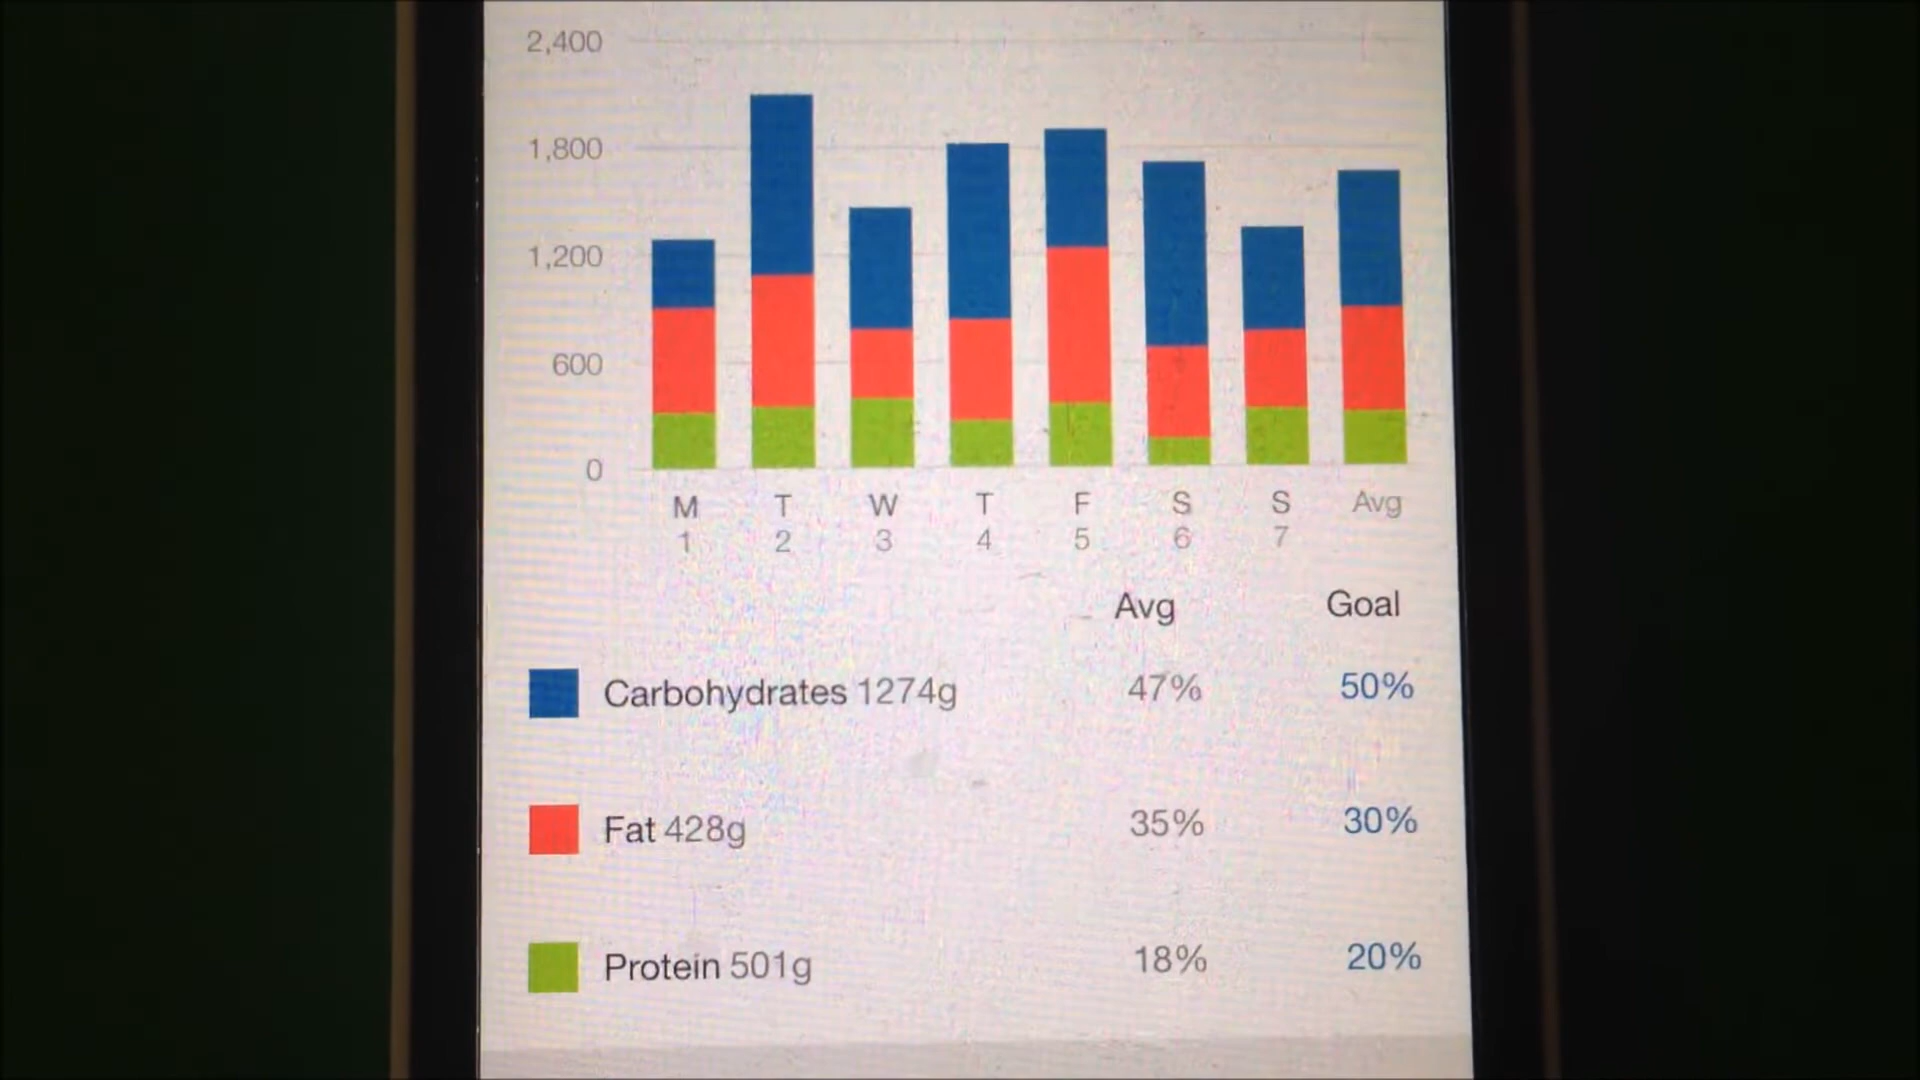 2,400
1,800
1,200
600
0
M T W T F S S Avg
1 2 3 4 5 6 7
Avg Goal
Carbohydrates 1274g 47% 50%
Fat 428g 35% 30%
Protein 501g 18% 20%